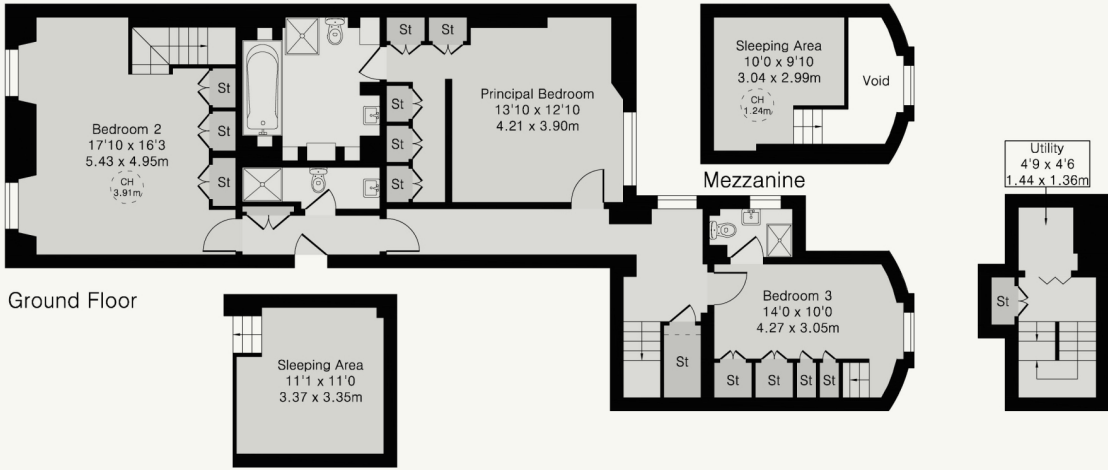 St
St
St
Bedroom 2
17'10 x 16'3
5.43 x 4.95m
CH
3.91m
St
St
St
St
St
St
Principal Bedroom
13'10 x 12'10
4.21 x 3.90m
Sleeping Area
10'0 x 9'10
3.04 x 2.99m
CH
1.24m
Void
Mezzanine
Utility
4'9 x 4'6
1.44 x 1.36m
St
Ground Floor
Sleeping Area
11'1 x 11'0
3.37 x 3.35m
Bedroom 3
14'0 x 10'0
4.27 x 3.05m
St
St
St
St
St